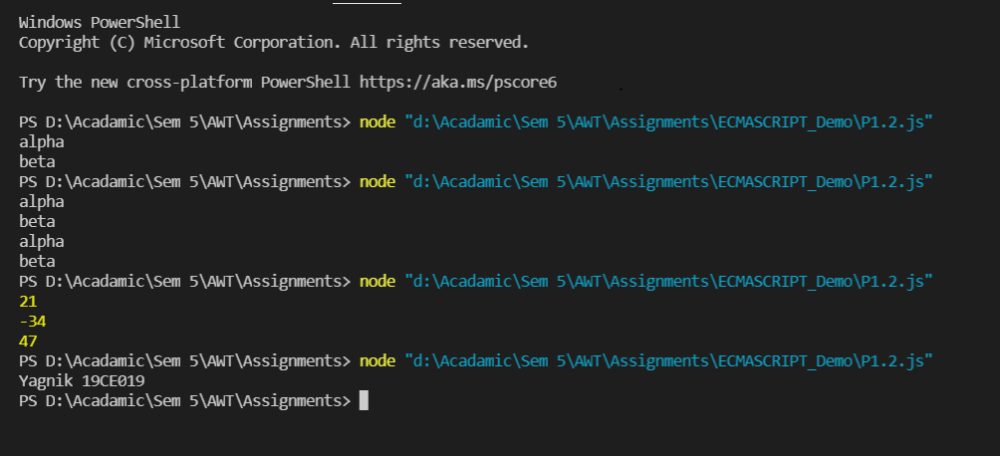 Windows PowerShell
Copyright (C) Microsoft Corporation. All rights reserved.
Try the new cross-platform PowerShell https://aka.ms/pscore6
PS D:\Acadamic\Sem 5\AWT\Assignments> node "d:\Acadamic\Sem 5\AWT\Assignments\ECMASCRIPT_Demo\P1.2.js"
alpha
beta
PS D:\Acadamic\Sem 5\AWT\Assignments> node "d:\Acadamic\Sem 5\AWT\Assignments\ECMASCRIPT_Demo\P1.2.js"
alpha
beta
alpha
beta
PS D:\Acadamic\Sem 5\AWT\Assignments> node "d:\Acadamic\Sem 5\AWT\Assignments\ECMASCRIPT_Demo\P1.2.js"
21
-34
47
PS D:\Acadamic\Sem 5\AWT\Assignments> node "d:\Acadamic\Sem 5\AWT\Assignments\ECMASCRIPT_Demo\P1.2.js"
Yagnik 19CE019
PS D:\Acadamic\Sem 5\AWT\Assignments>